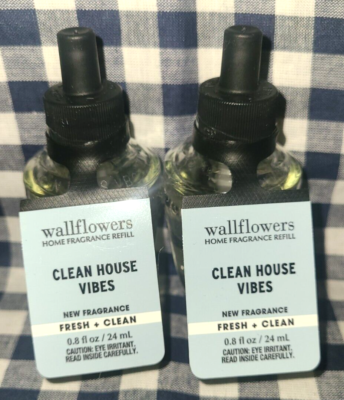 wallflowers
HOME FRAGRANCE REFILL
CLEAN HOUSE
VIBES
NEW FRAGRANCE
FRESH + CLEAN
0.8 fl oz / 24 mL
CAUTION: EYE IRRITANT.
READ INSIDE CAREFULLY.
wallflowers
HOME FRAGRANCE REFILL
CLEAN HOUSE
VIBES
NEW FRAGRANCE
FRESH + CLEAN
0.8 fl oz / 24 mL
CAUTION: EYE IRRITANT.
READ INSIDE CAREFULLY.